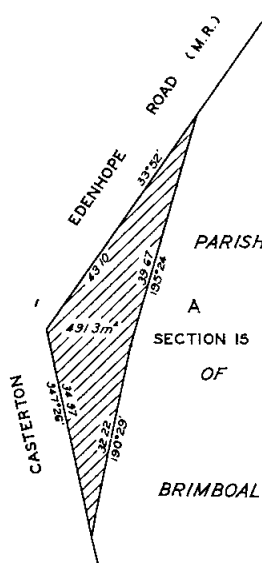 EDENHOPE ROAD (M.R.)
33°52'
43.10
PARISH
39.67
195°24'
A
491.3m²
SECTION 15
OF
34.97
347°26'
CASTERTON
32.22
190°29'
BRIMBOAL